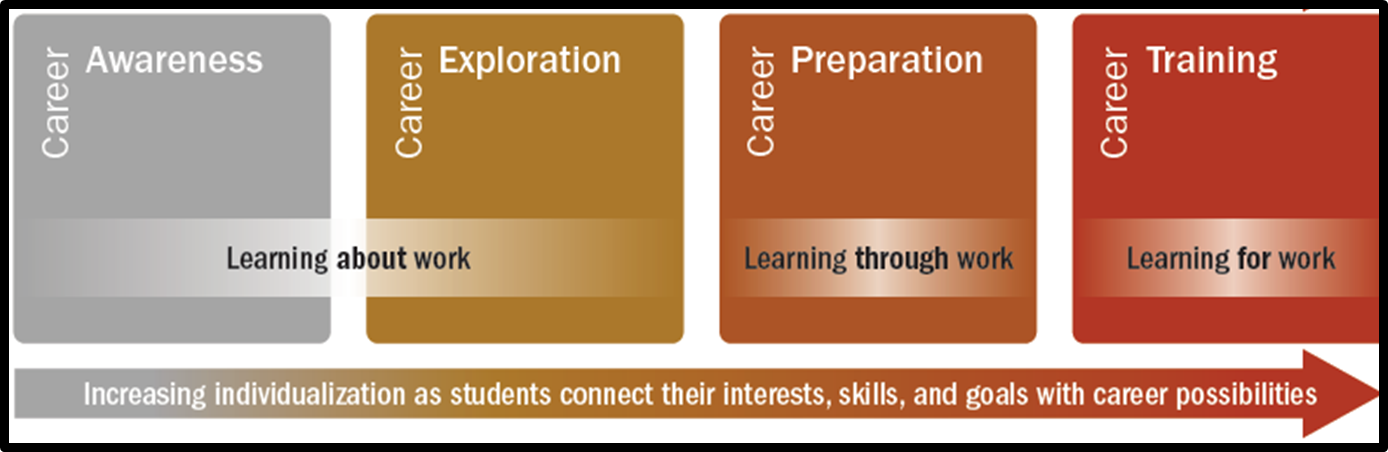 Career Awareness
Career Exploration
Career Preparation
Career Training
Learning about work
Learning through work
Learning for work
Increasing individualization as students connect their interests, skills, and goals with career possibilities